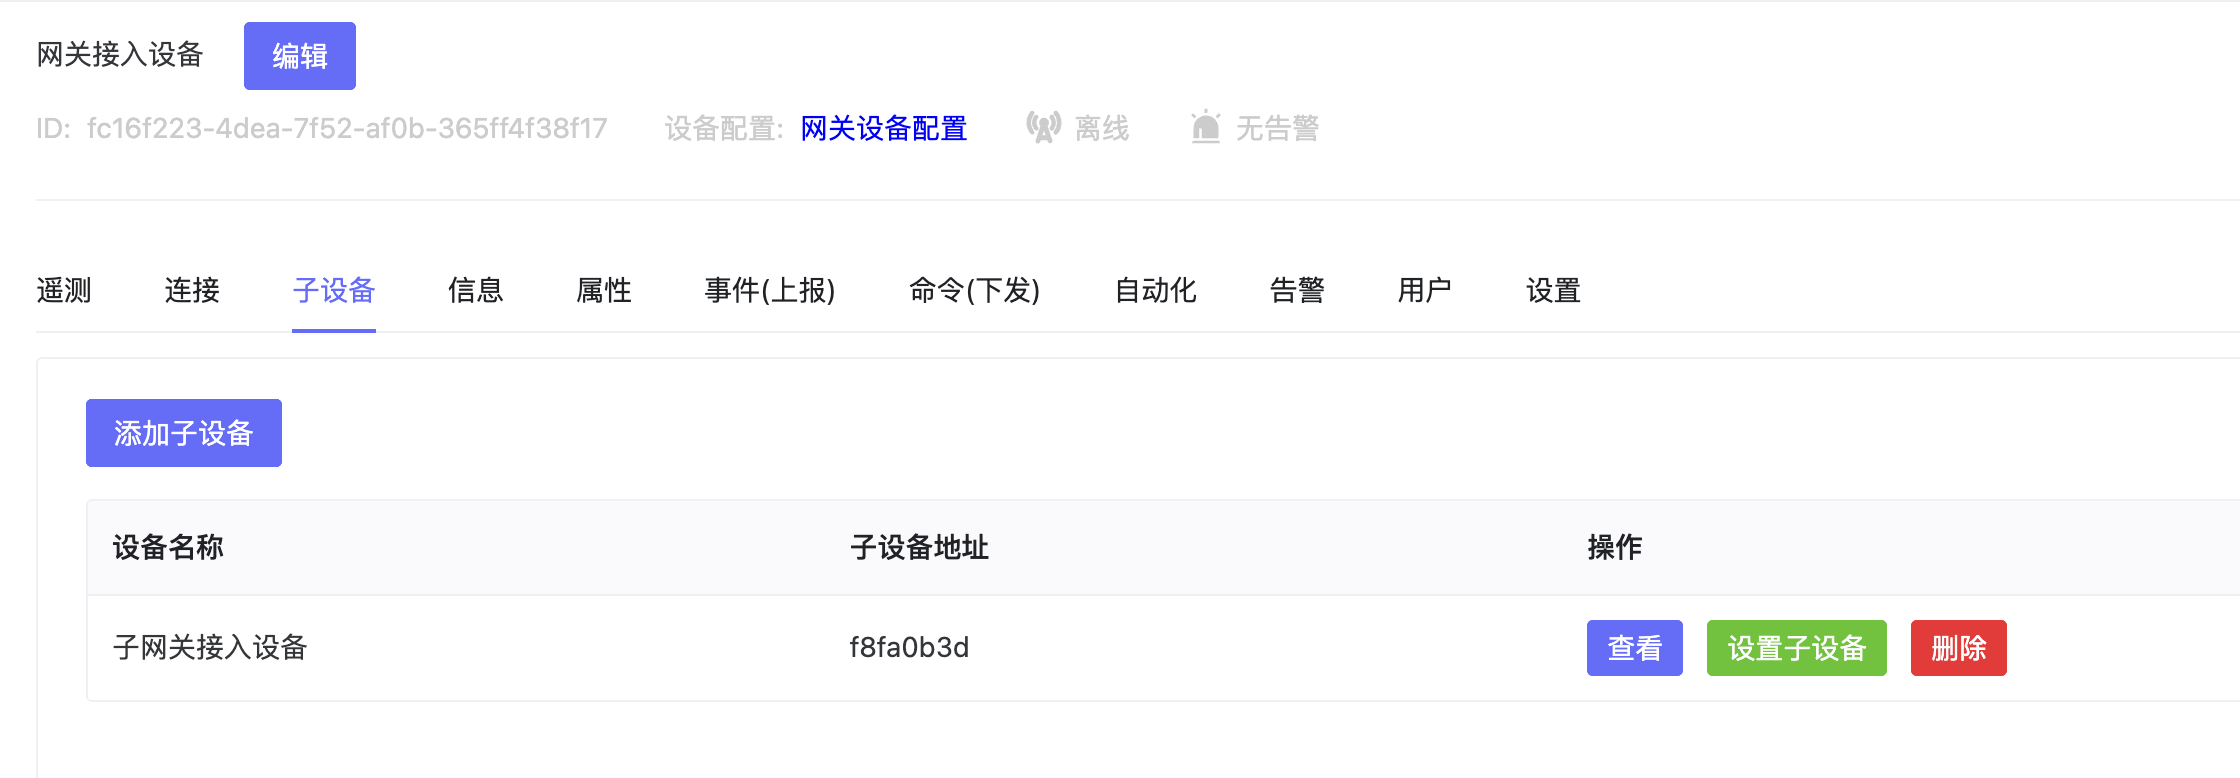 网关接入设备 编辑
ID: fc16f223-4dea-7f52-af0b-365ff4f38f17 设备配置: 网关设备配置 离线 无告警
遥测 连接 子设备 信息 属性 事件(上报) 命令(下发) 自动化 告警 用户 设置
添加子设备
设备名称 子设备地址 操作
子网关接入设备 f8fa0b3d 查看 设置子设备 删除